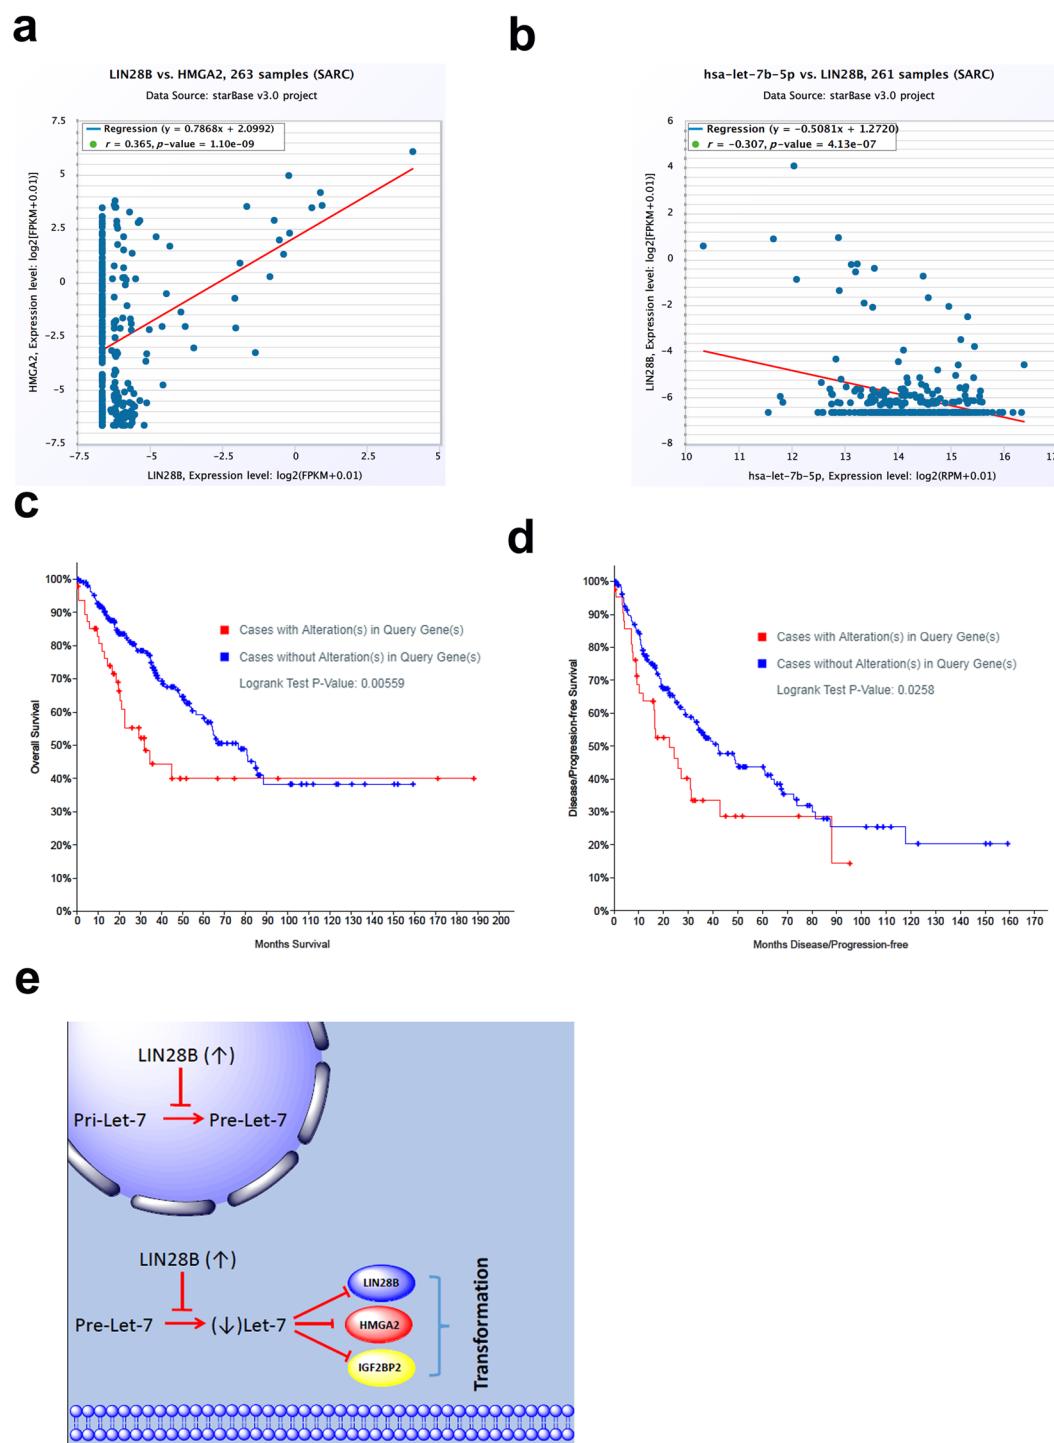 a
LIN28B vs. HMGA2, 263 samples (SARC)
Data Source: starBase v3.0 project
Regression (y = 0.7868x + 2.0992)
r = 0.365, p-value = 1.10e-09
HMGA2, Expression level: log2[FPKM+0.01)]
7.5
5
2.5
0
-2.5
-5
-7.5
-7.5 -5 -2.5 0 2.5 5
LIN28B, Expression level: log2(FPKM+0.01)
b
hsa-let-7b-5p vs. LIN28B, 261 samples (SARC)
Data Source: starBase v3.0 project
Regression (y = -0.5081x + 1.2720)
r = -0.307, p-value = 4.13e-07
LIN28B, Expression level: log2[FPKM+0.01)]
6
4
2
0
-2
-4
-6
-8
10 11 12 13 14 15 16 17
hsa-let-7b-5p, Expression level: log2(RPM+0.01)
c
Overall Survival
100%
90%
80%
70%
60%
50%
40%
30%
20%
10%
0%
Cases with Alteration(s) in Query Gene(s)
Cases without Alteration(s) in Query Gene(s)
Logrank Test P-Value: 0.00559
0 10 20 30 40 50 60 70 80 90 100 110 120 130 140 150 160 170 180 190 200
Months Survival
d
Disease/Progression-free Survival
100%
90%
80%
70%
60%
50%
40%
30%
20%
10%
0%
Cases with Alteration(s) in Query Gene(s)
Cases without Alteration(s) in Query Gene(s)
Logrank Test P-Value: 0.0258
0 10 20 30 40 50 60 70 80 90 100 110 120 130 140 150 160 170
Months Disease/Progression-free
e
LIN28B (↑)
Pri-Let-7 Pre-Let-7
LIN28B (↑)
Pre-Let-7 (↓)Let-7
LIN28B
HMGA2
IGF2BP2
Transformation